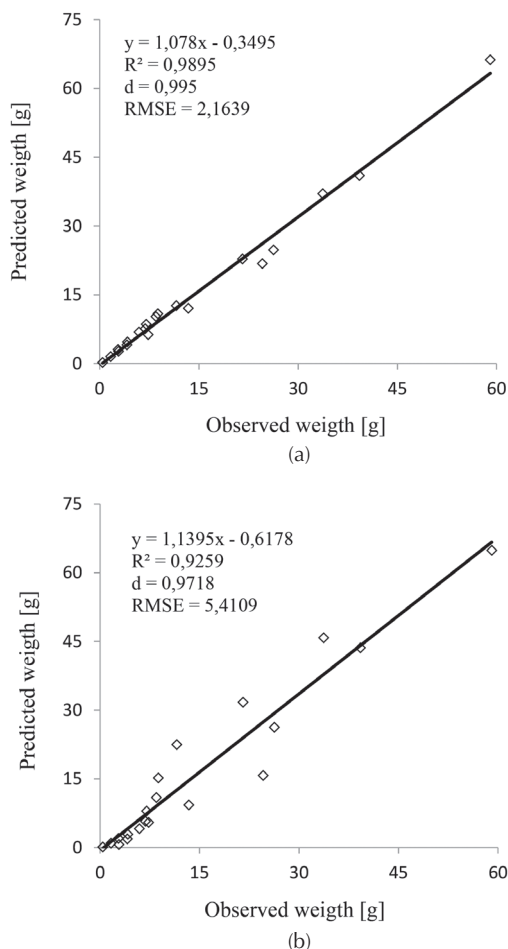 75
y = 1,078x - 0,3495
R² = 0,9895
60
d = 0,995
RMSE = 2,1639
45
Predicted weigth [g]
30
15
0
0 15 30 45 60
Observed weigth [g]
(a)
75
y = 1,1395x - 0,6178
R² = 0,9259
60
d = 0,9718
RMSE = 5,4109
45
Predicted weigth [g]
30
15
0
0 15 30 45 60
Observed weigth [g]
(b)